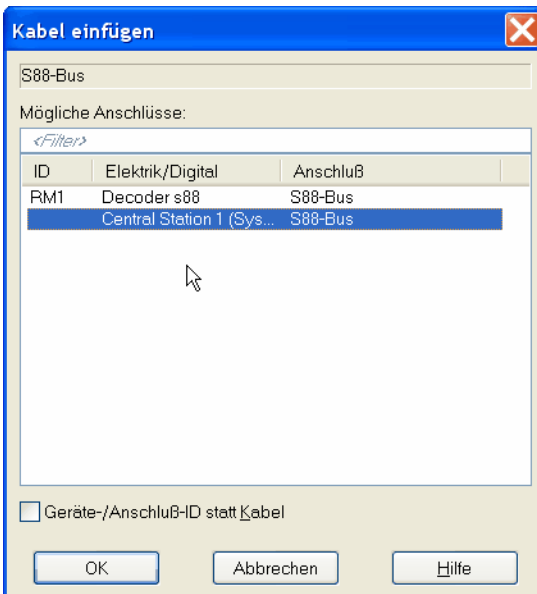 Kabel einfügen
S88-Bus
Mögliche Anschlüsse:
<Filter>
ID Elektrik/Digital Anschluß
RM1 Decoder s88 S88-Bus
Central Station 1 (Sys... S88-Bus
Geräte-/Anschluß-ID statt Kabel
OK Abbrechen Hilfe